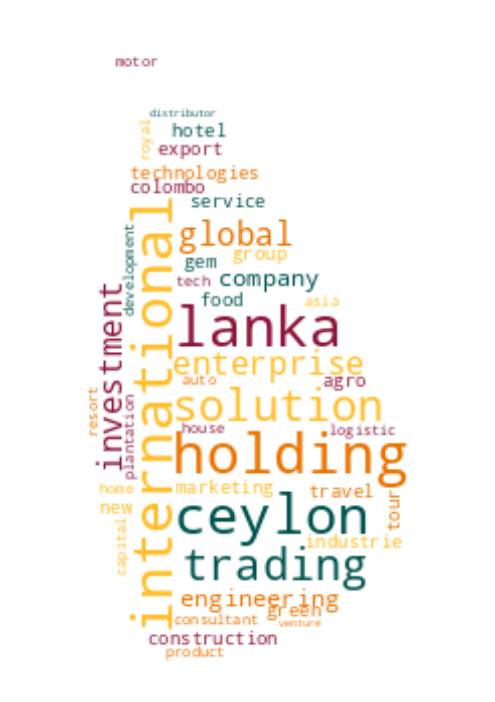 motor
distributor
royal
hotel
export
technologies
colombo
service
international
development
global
group
gem
tech
company
food
asia
investment
lanka
enterprise
auto
agro
resort
plantation
solution
house
logistic
holding
home
marketing
travel
tour
new
ceylon
capital
industrie
trading
engineering
green
consultant
venture
construction
product